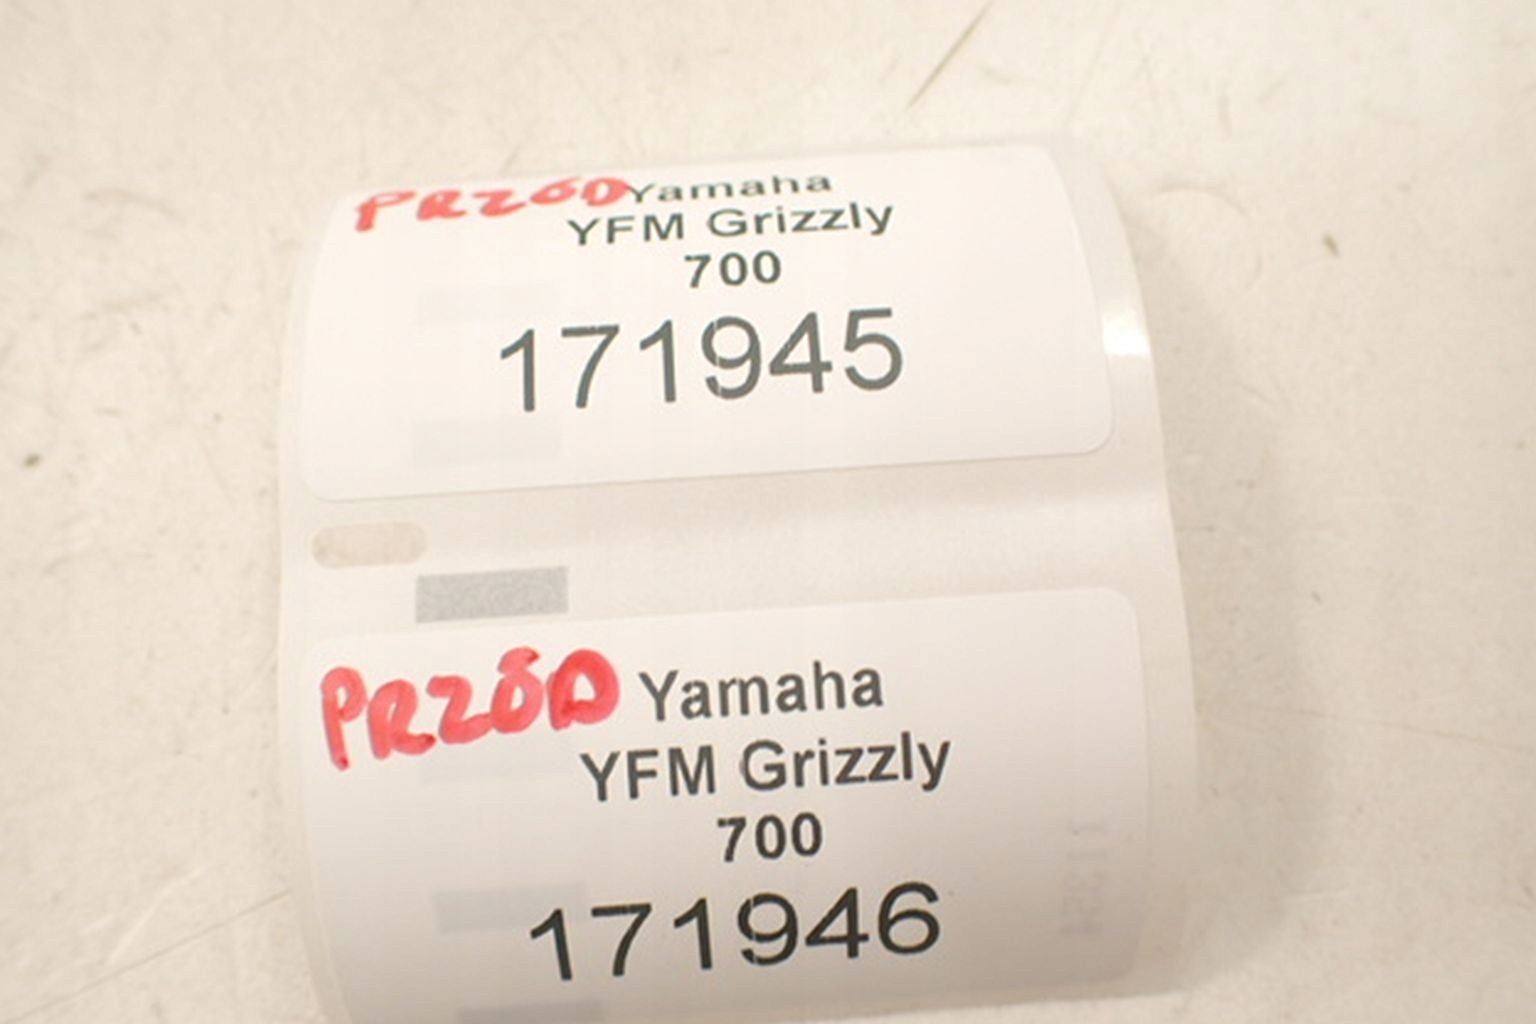 PRZÓD Yamaha
YFM Grizzly
700
171945
PRZÓD Yamaha
YFM Grizzly
700
171946